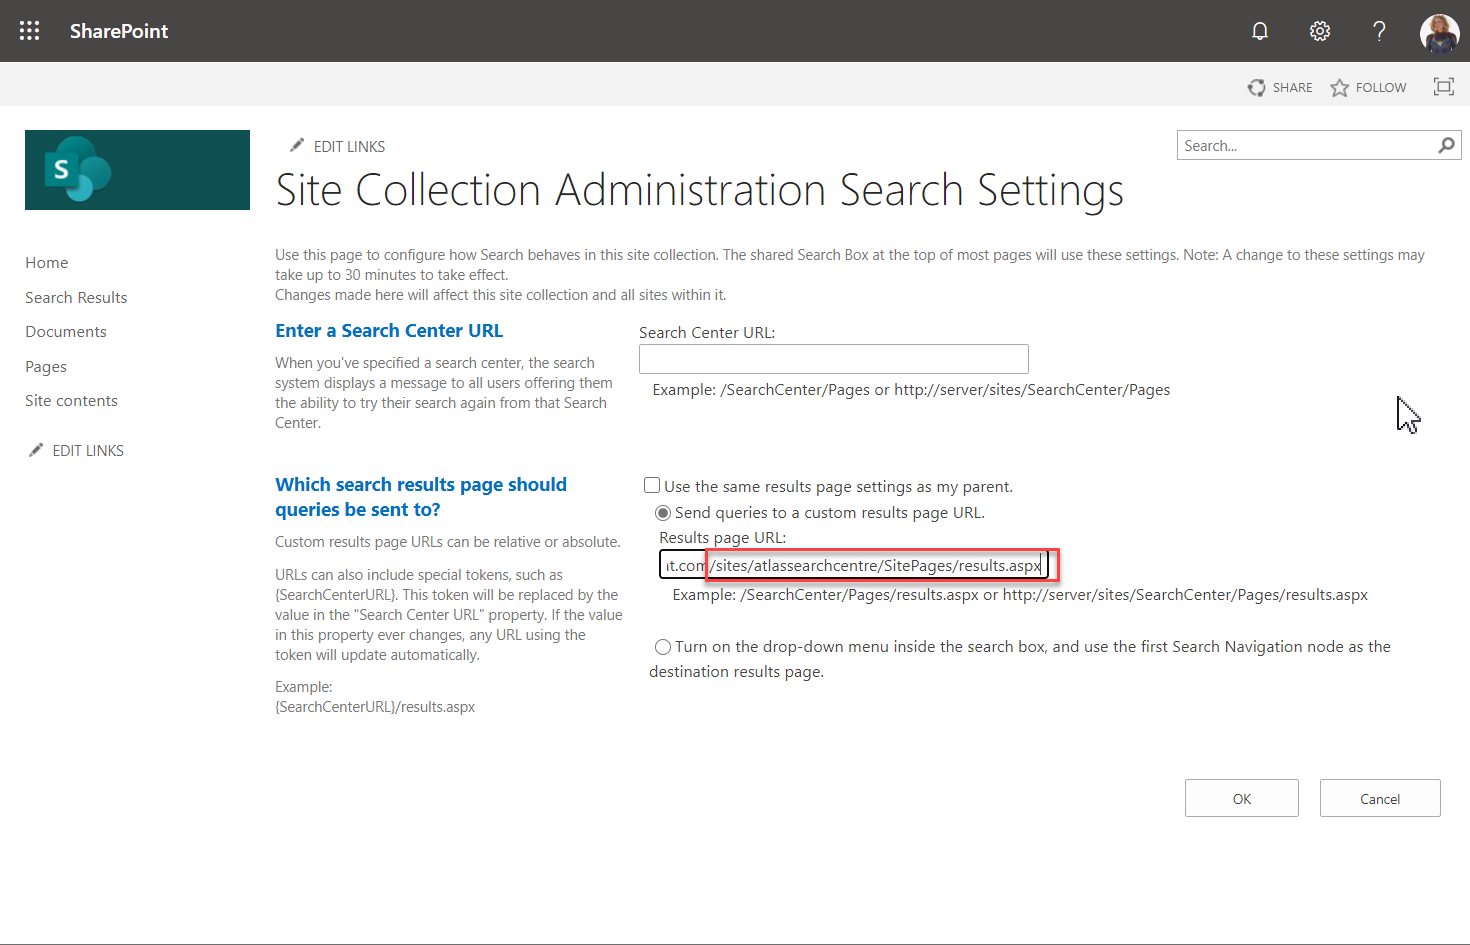 SharePoint
?
SHARE
FOLLOW
S
EDIT LINKS
Search...
Site Collection Administration Search Settings
Home
Search Results
Documents
Pages
Site contents
EDIT LINKS
Use this page to configure how Search behaves in this site collection. The shared Search Box at the top of most pages will use these settings. Note: A change to these settings may
take up to 30 minutes to take effect.
Changes made here will affect this site collection and all sites within it.
Enter a Search Center URL
When you've specified a search center, the search
system displays a message to all users offering them
the ability to try their search again from that Search
Center.
Search Center URL:
Example: /SearchCenter/Pages or http://server/sites/SearchCenter/Pages
Which search results page should
queries be sent to?
Custom results page URLs can be relative or absolute.
URLs can also include special tokens, such as
{SearchCenterURL}. This token will be replaced by the
value in the "Search Center URL" property. If the value
in this property ever changes, any URL using the
token will update automatically.
Example:
{SearchCenterURL}/results.aspx
Use the same results page settings as my parent.
Send queries to a custom results page URL.
Results page URL:
t.com/sites/atlassearchcentre/SitePages/results.aspx
Example: /SearchCenter/Pages/results.aspx or http://server/sites/SearchCenter/Pages/results.aspx
Turn on the drop-down menu inside the search box, and use the first Search Navigation node as the
destination results page.
OK
Cancel